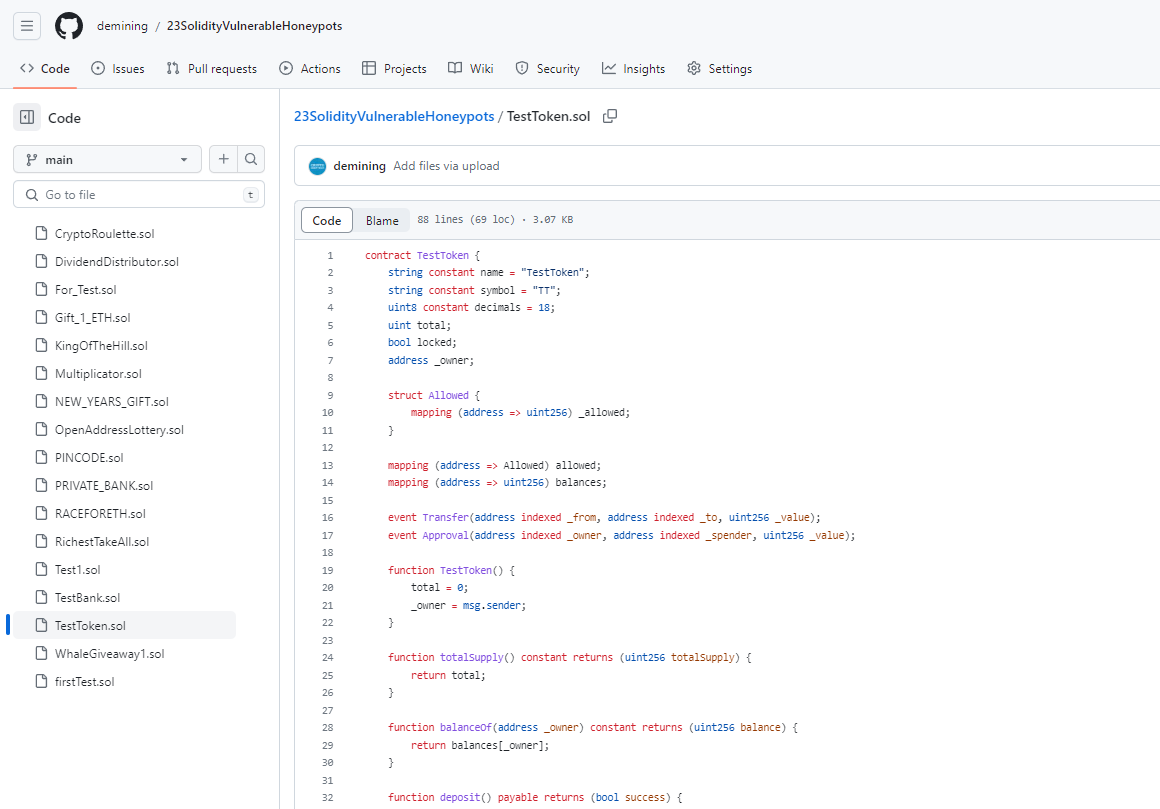 demining / 23SolidityVulnerableHoneypots
Code Issues Pull requests Actions Projects Wiki Security Insights Settings
Code
main
Go to file t
CryptoRoulette.sol
DividendDistributor.sol
For_Test.sol
Gift_1_ETH.sol
KingOfTheHill.sol
Multiplicator.sol
NEW_YEARS_GIFT.sol
OpenAddressLottery.sol
PINCODE.sol
PRIVATE_BANK.sol
RACEFORETH.sol
RichestTakeAll.sol
Test1.sol
TestBank.sol
TestToken.sol
WhaleGiveaway1.sol
firstTest.sol
23SolidityVulnerableHoneypots / TestToken.sol
demining Add files via upload
Code Blame 88 lines (69 loc) · 3.07 KB
1 contract TestToken {
2 string constant name = "TestToken";
3 string constant symbol = "TT";
4 uint8 constant decimals = 18;
5 uint total;
6 bool locked;
7 address _owner;
8
9 struct Allowed {
10 mapping (address => uint256) _allowed;
11 }
12
13 mapping (address => Allowed) allowed;
14 mapping (address => uint256) balances;
15
16 event Transfer(address indexed _from, address indexed _to, uint256 _value);
17 event Approval(address indexed _owner, address indexed _spender, uint256 _value);
18
19 function TestToken() {
20 total = 0;
21 _owner = msg.sender;
22 }
23
24 function totalSupply() constant returns (uint256 totalSupply) {
25 return total;
26 }
27
28 function balanceOf(address _owner) constant returns (uint256 balance) {
29 return balances[_owner];
30 }
31
32 function deposit() payable returns (bool success) {